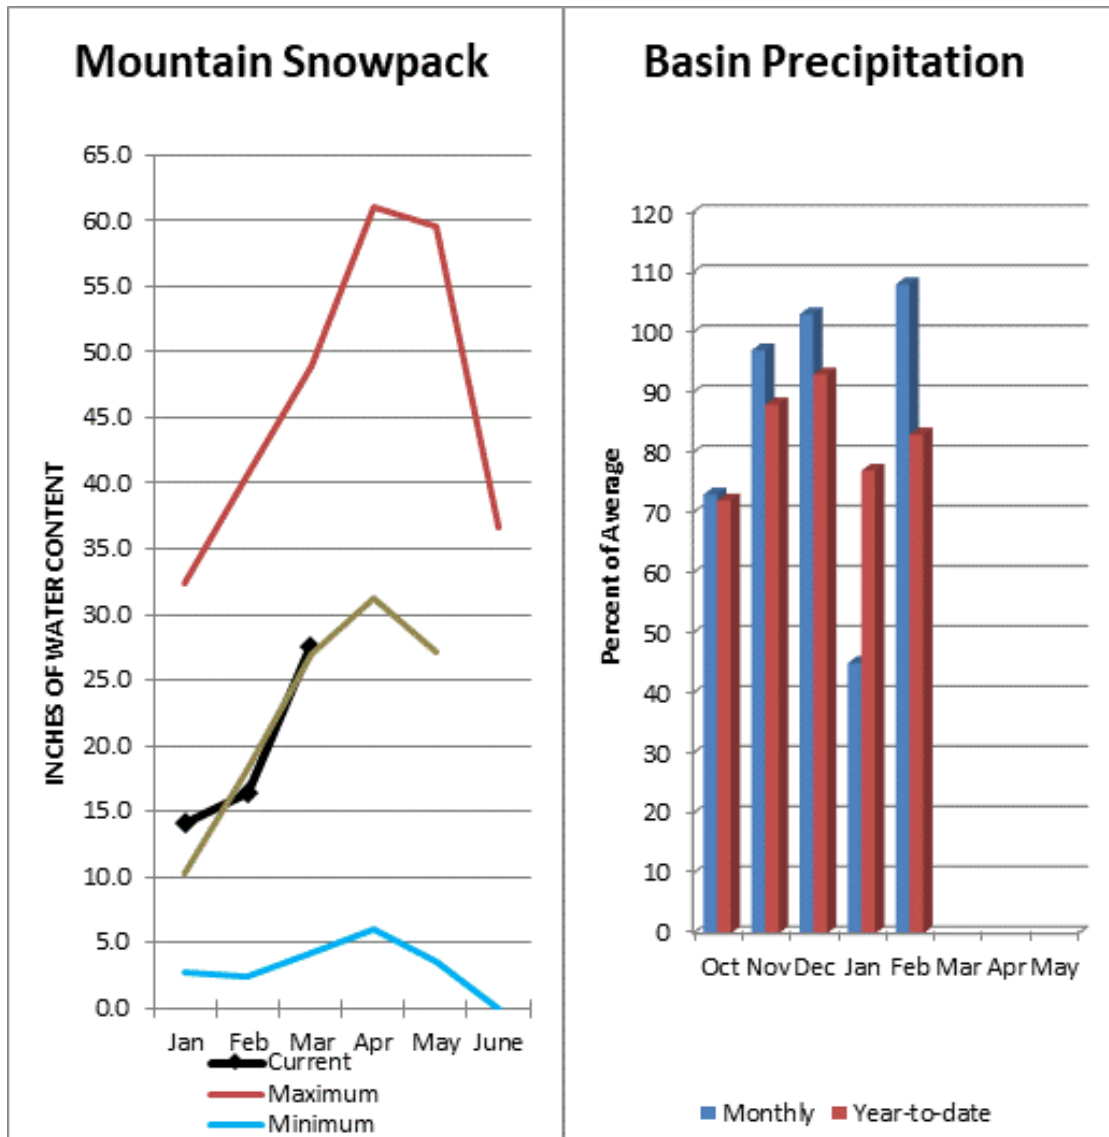 Mountain Snowpack
INCHES OF WATER CONTENT
65.0
60.0
55.0
50.0
45.0
40.0
35.0
30.0
25.0
20.0
15.0
10.0
5.0
0.0
Jan Feb Mar Apr May June
Current
Maximum
Minimum
Basin Precipitation
Percent of Average
120
110
100
90
80
70
60
50
40
30
20
10
0
Oct Nov Dec Jan Feb Mar Apr May
Monthly Year-to-date